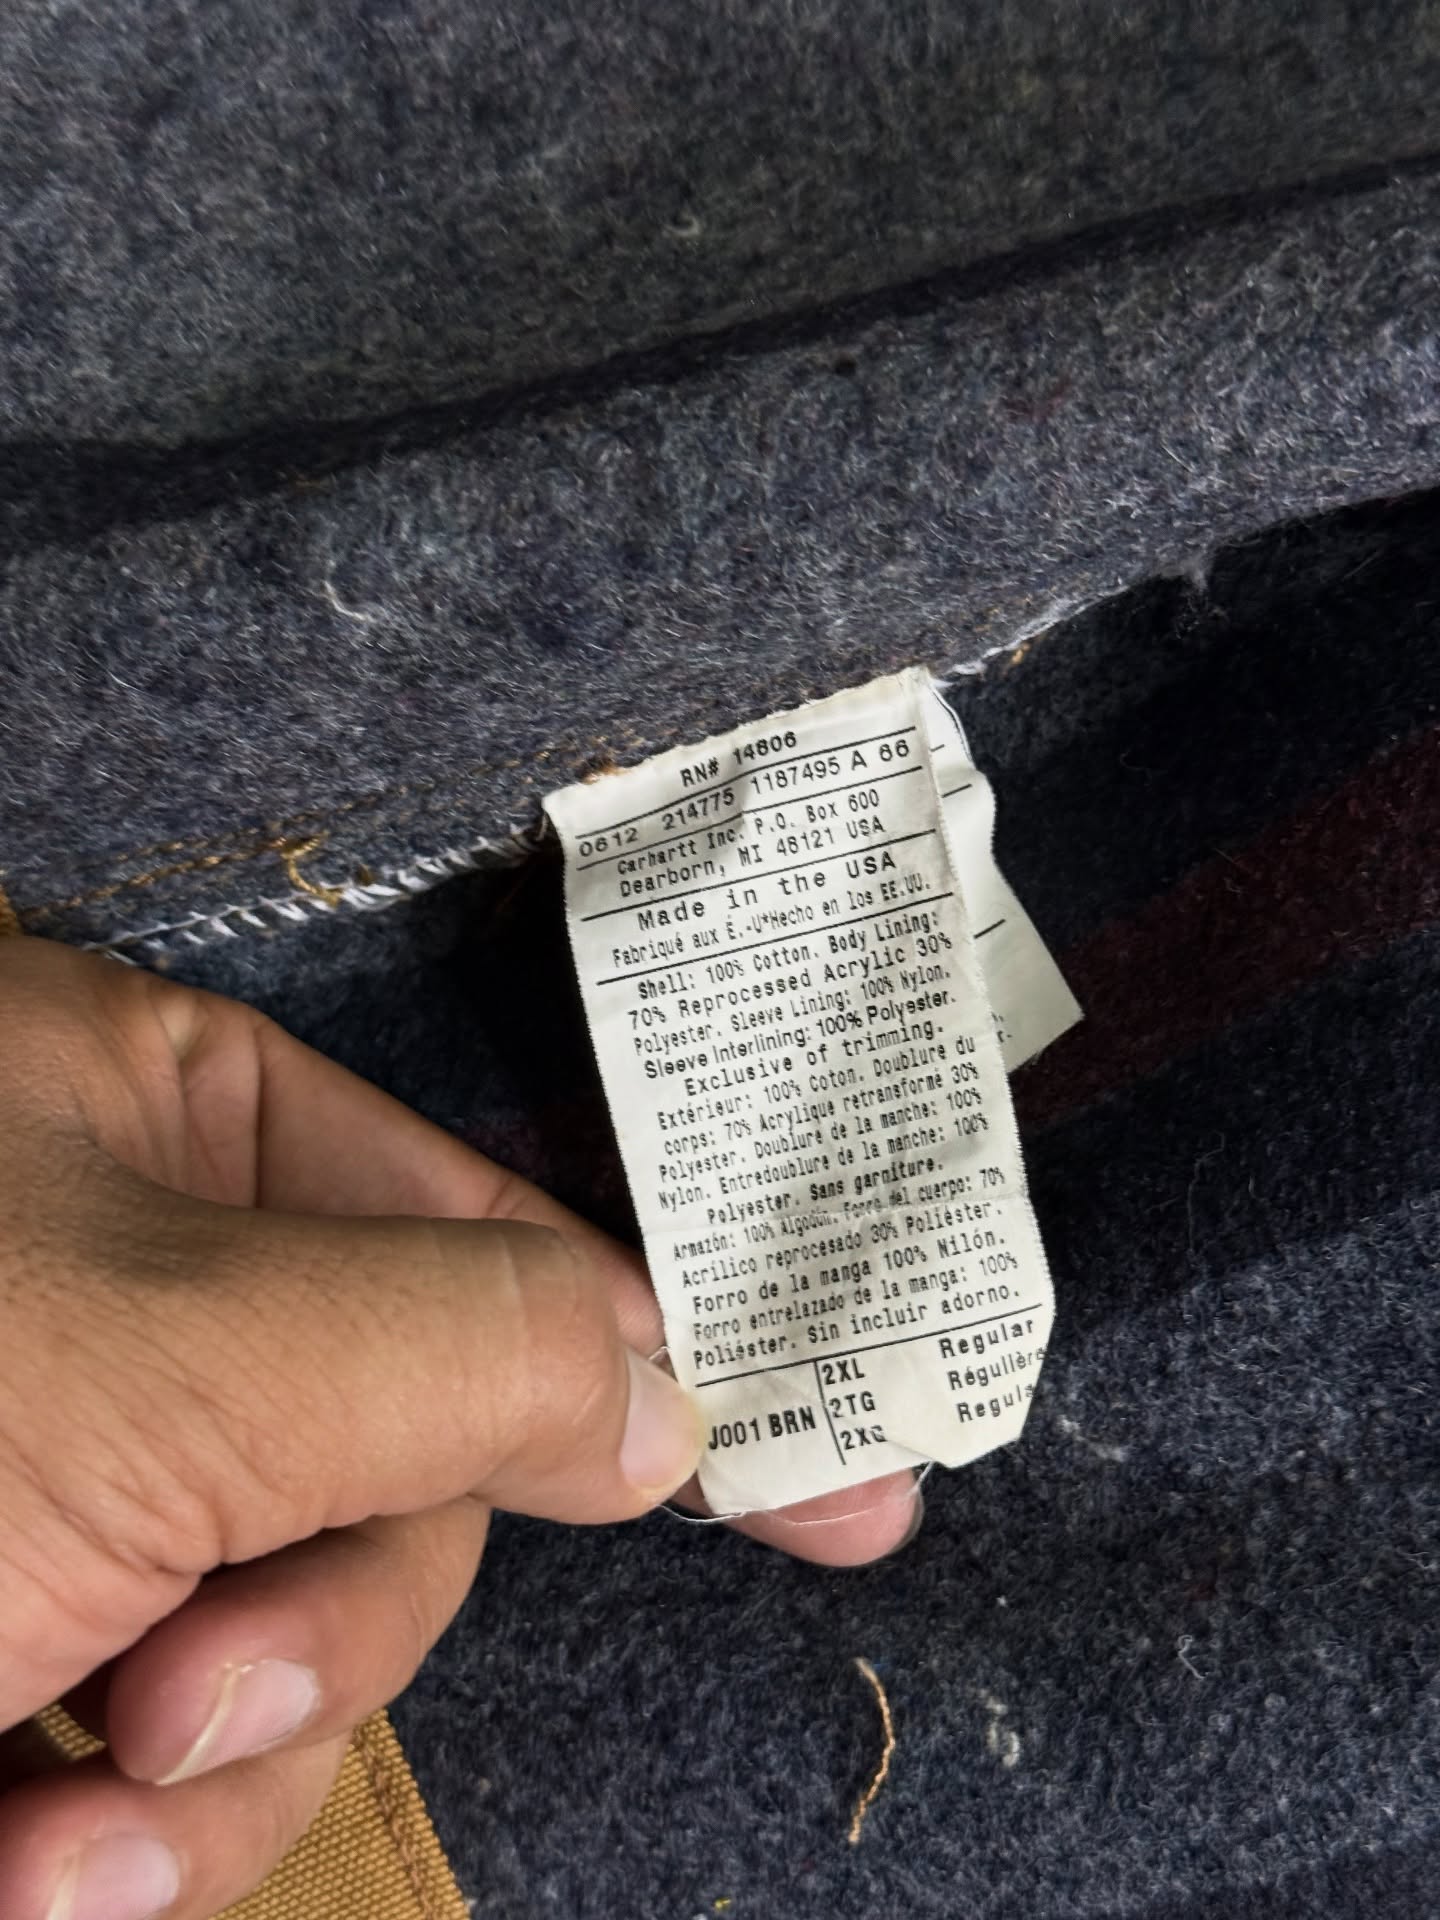 RN# 14806
0612 214775 1187495 A 66
Carhartt Inc. P.O. Box 600
Dearborn, MI 48121 USA
Made in the USA
Fabriqué aux É.-U*Hecho en los EE.UU.
Shell: 100% Cotton. Body Lining:
70% Reprocessed Acrylic 30%
Polyester. Sleeve Lining: 100% Nylon.
Sleeve Interlining: 100% Polyester.
Exclusive of trimming.
Extérieur: 100% Coton. Doublure du
corps: 70% Acrylique retransformé 30%
Polyester. Doublure de la manche: 100%
Nylon. Entredoublure de la manche: 100%
Polyester. Sans garniture.
Armazón: 100% Algodón. Forro del cuerpo: 70%
Acrílico reprocesado 30% Poliéster.
Forro de la manga 100% Nilón.
Forro entrelazado de la manga: 100%
Poliéster. Sin incluir adorno.
J001 BRN
2XL Regular
2TG Régulière
2XG Regula